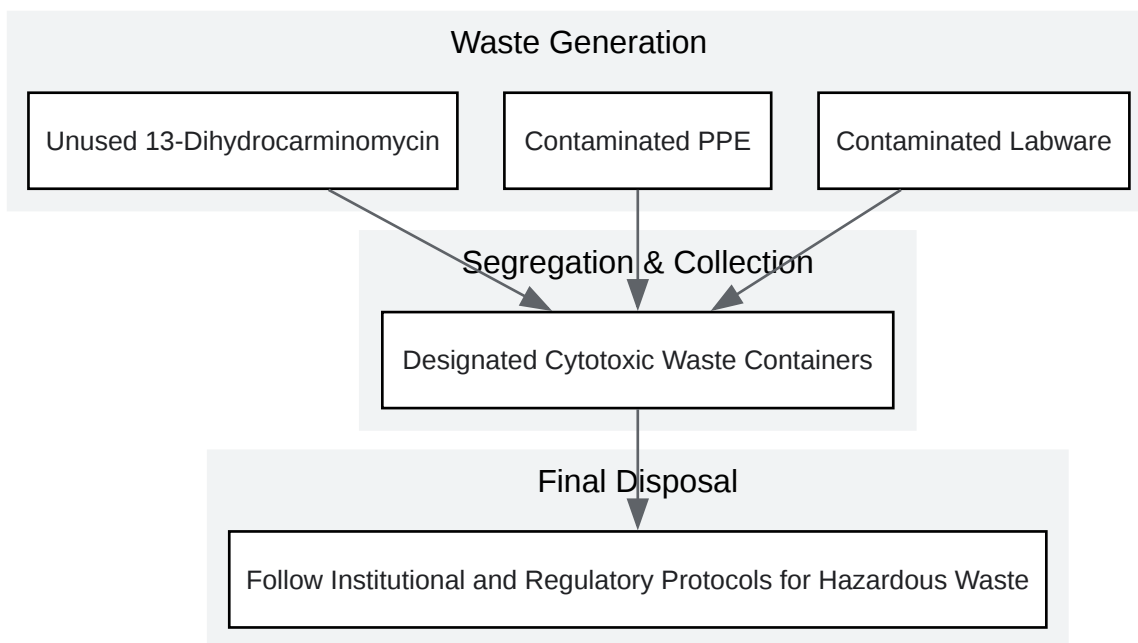 Waste Generation
Unused 13-Dihydrocarminomycin
Contaminated PPE
Contaminated Labware
Segregation & Collection
Designated Cytotoxic Waste Containers
Final Disposal
Follow Institutional and Regulatory Protocols for Hazardous Waste